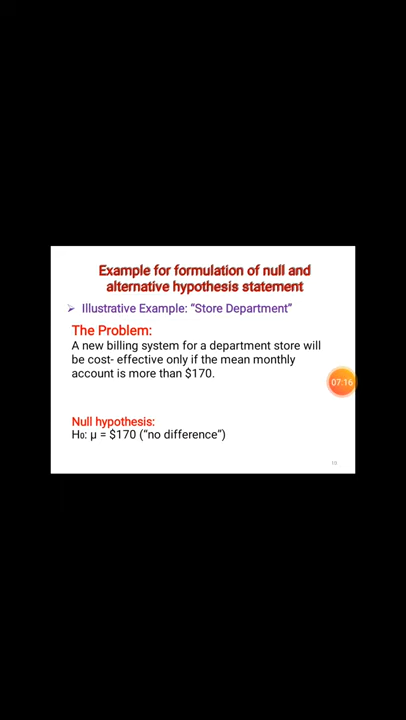 Example for formulation of null and
alternative hypothesis statement
➢ Illustrative Example: “Store Department”
The Problem:
A new billing system for a department store will
be cost- effective only if the mean monthly
account is more than $170.
07:16
Null hypothesis:
H₀: μ = $170 (“no difference”)